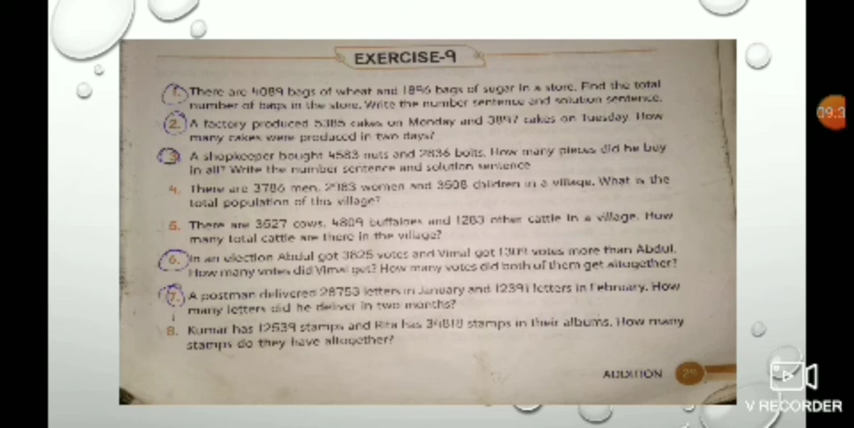 EXERCISE-9
1. There are 4089 bags of wheat and 1896 bags of sugar in a store. Find the total
number of bags in the store. Write the number sentence and solution sentence.
2. A factory produced 5385 cakes on Monday and 3897 cakes on Tuesday. How
many cakes were produced in two days?
3. A shopkeeper bought 4583 nuts and 2836 bolts. How many pieces did he buy
in all? Write the number sentence and solution sentence
4. There are 3786 men, 2983 women and 3508 children in a village. What is the
total population of this village?
5. There are 3527 cows, 4809 buffaloes and 1283 other cattle in a village. How
many total cattle are there in the village?
6. In an election Abdul got 3825 votes and Vimal got 1309 votes more than Abdul.
How many votes did Vimal get? How many votes did both of them get altogether?
7. A postman delivered 28753 letters in January and 12391 letters in February. How
many letters did he deliver in two months?
8. Kumar has 12539 stamps and Rita has 34818 stamps in their albums. How many
stamps do they have altogether?
ADDITION 29
09:3
V RECORDER